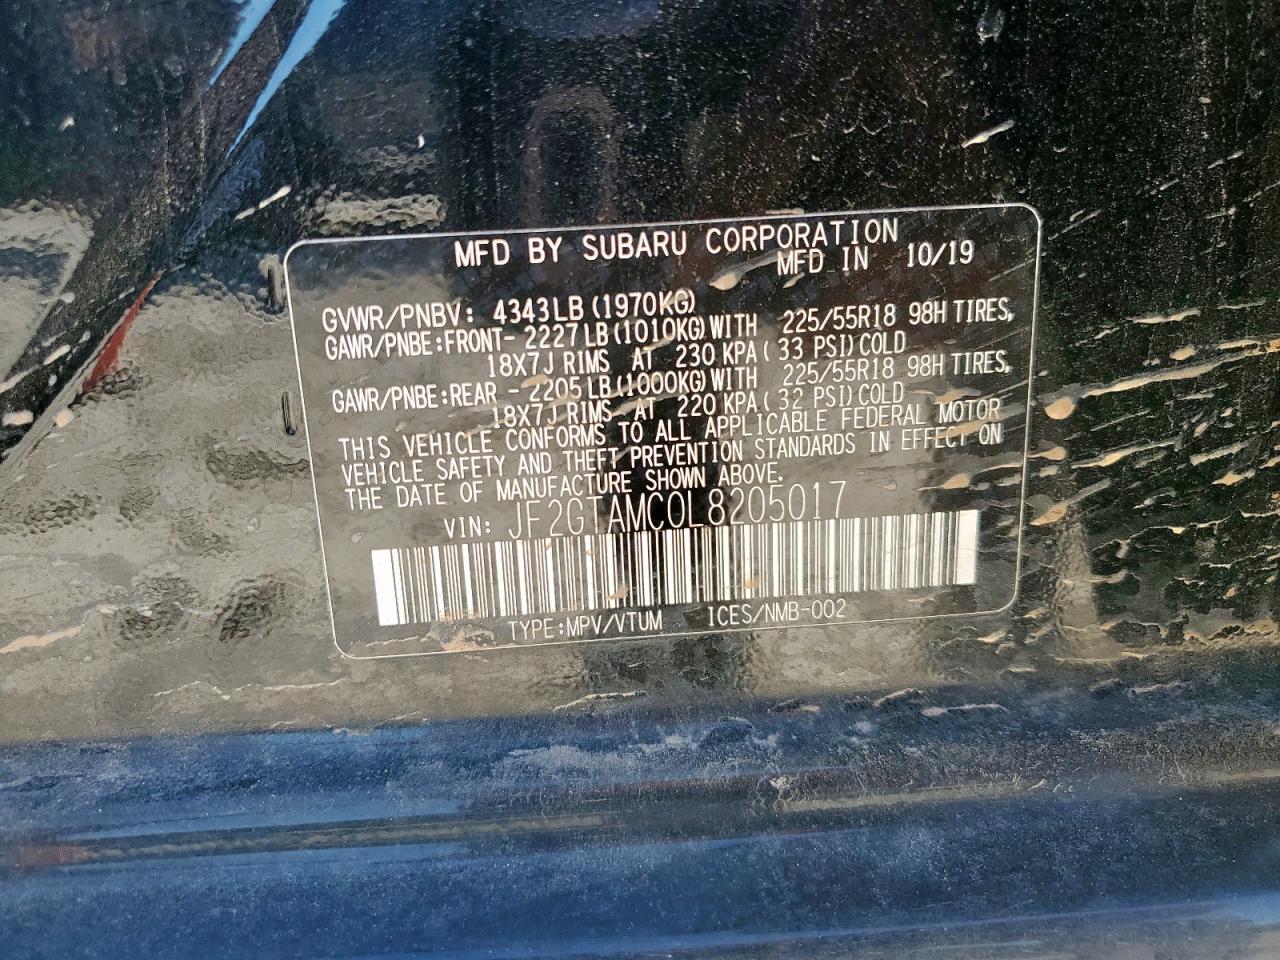 MFD BY SUBARU CORPORATION
MFD IN 10/19
GVWR/PNBV: 4343LB (1970KG)
GAWR/PNBE:FRONT- 2227LB(1010KG)WITH 225/55R18 98H TIRES,
18X7J RIMS AT 230 KPA( 33 PSI)COLD
GAWR/PNBE:REAR - 2205LB(1000KG)WITH 225/55R18 98H TIRES,
18X7J RIMS AT 220 KPA( 32 PSI)COLD
THIS VEHICLE CONFORMS TO ALL APPLICABLE FEDERAL MOTOR
VEHICLE SAFETY AND THEFT PREVENTION STANDARDS IN EFFECT ON
THE DATE OF MANUFACTURE SHOWN ABOVE.
VIN: JF2GTAMC0L8205017
TYPE:MPV/VTUM ICES/NMB-002